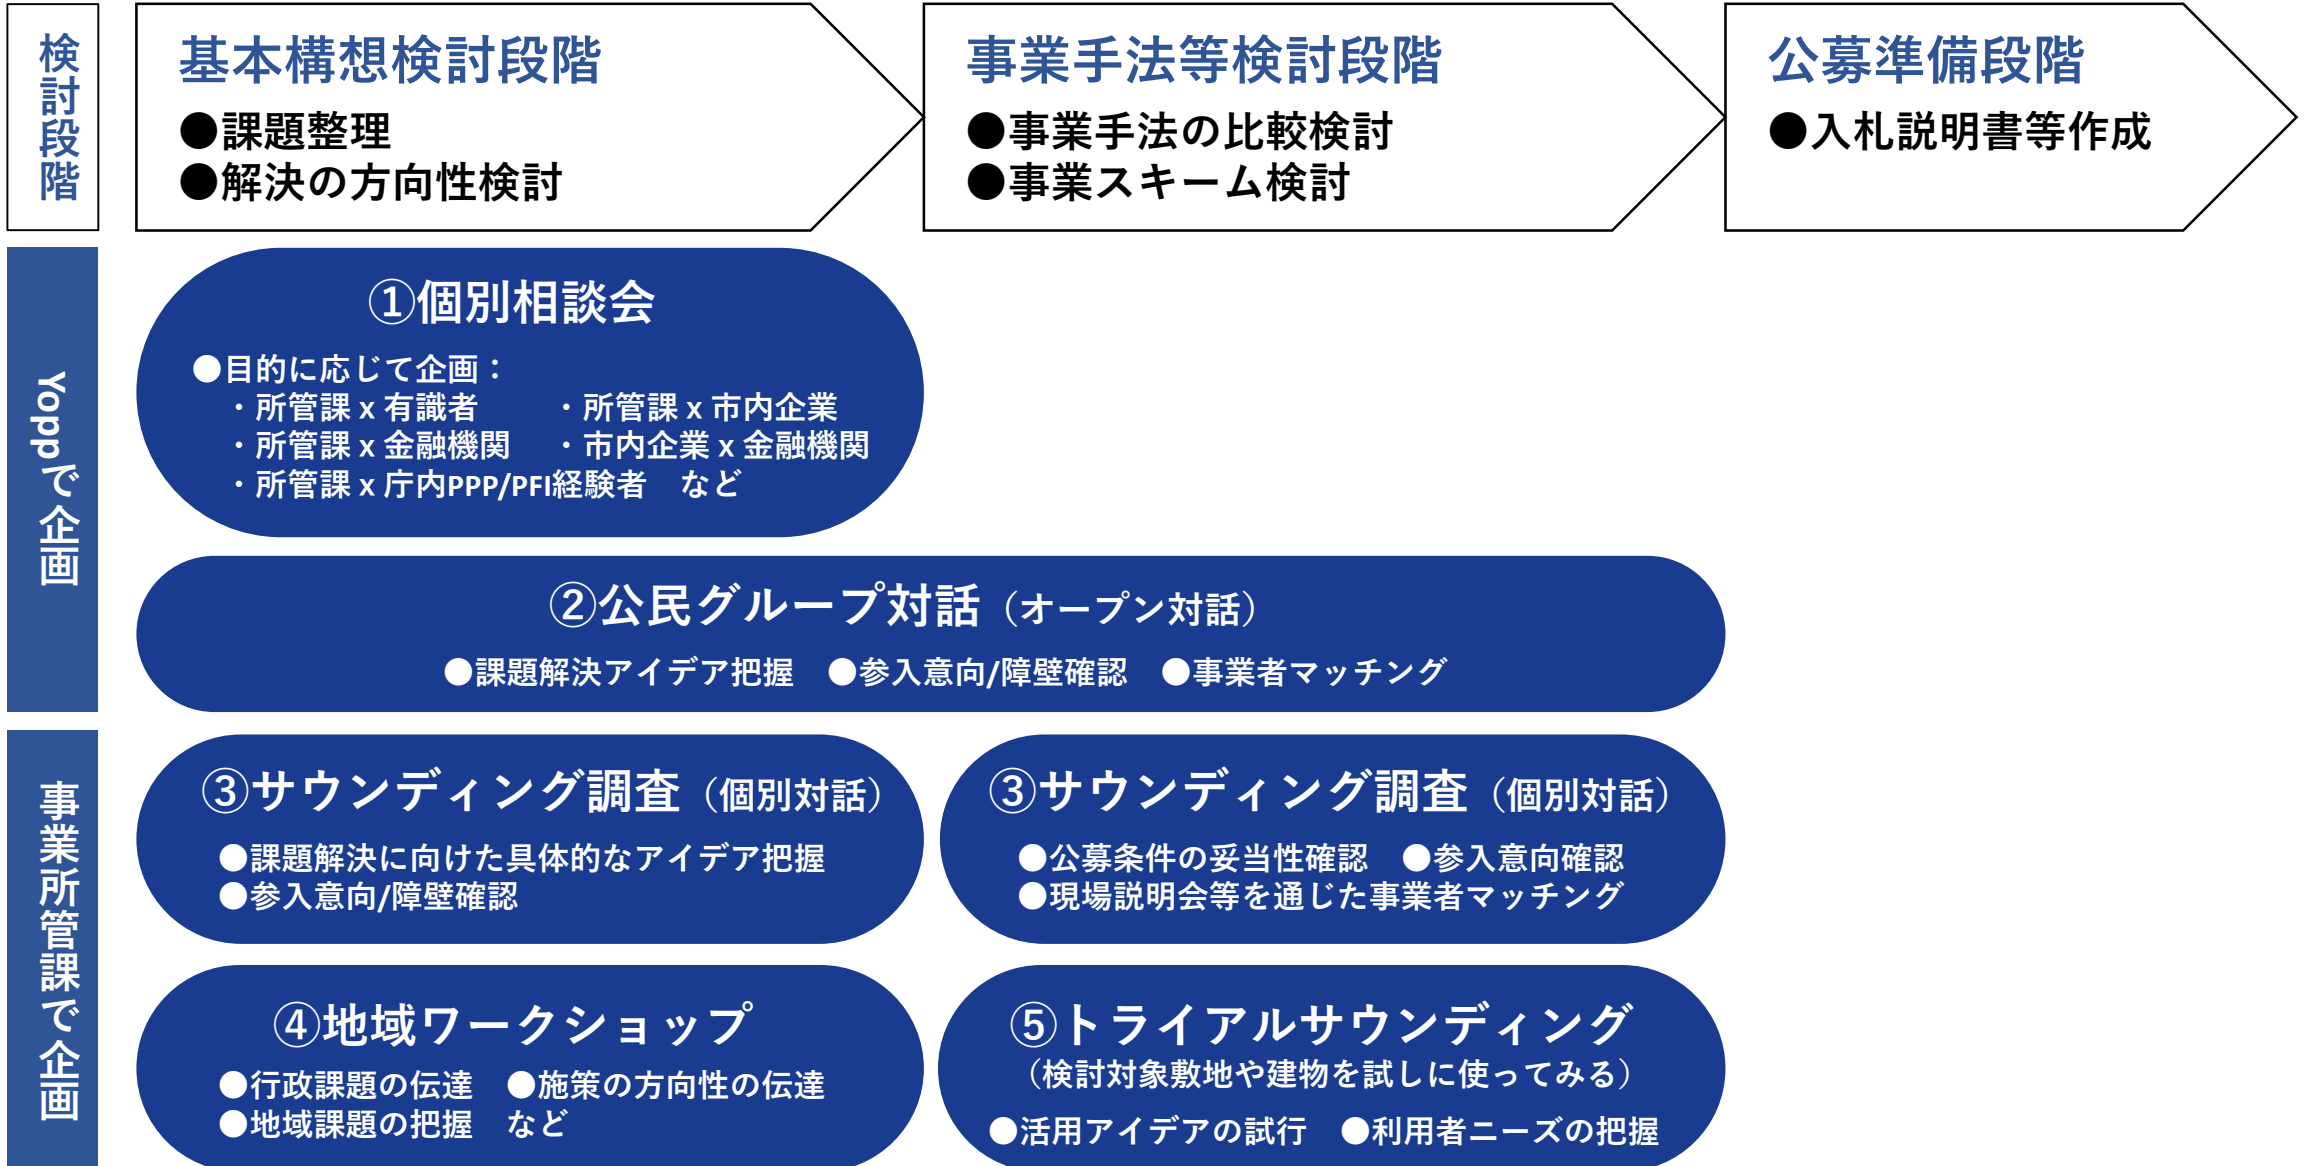 検討段階
基本構想検討段階
●課題整理
●解決の方向性検討
事業手法等検討段階
●事業手法の比較検討
●事業スキーム検討
公募準備段階
●入札説明書等作成
Yoppで企画
①個別相談会
●目的に応じて企画：
・所管課 x 有識者　　・所管課 x 市内企業
・所管課 x 金融機関　・市内企業 x 金融機関
・所管課 x 庁内PPP/PFI経験者　など
②公民グループ対話（オープン対話）
●課題解決アイデア把握　●参入意向/障壁確認　●事業者マッチング
事業所管課で企画
③サウンディング調査（個別対話）
●課題解決に向けた具体的なアイデア把握
●参入意向/障壁確認
③サウンディング調査（個別対話）
●公募条件の妥当性確認　●参入意向確認
●現場説明会等を通じた事業者マッチング
④地域ワークショップ
●行政課題の伝達　●施策の方向性の伝達
●地域課題の把握　など
⑤トライアルサウンディング
（検討対象敷地や建物を試しに使ってみる）
●活用アイデアの試行　●利用者ニーズの把握